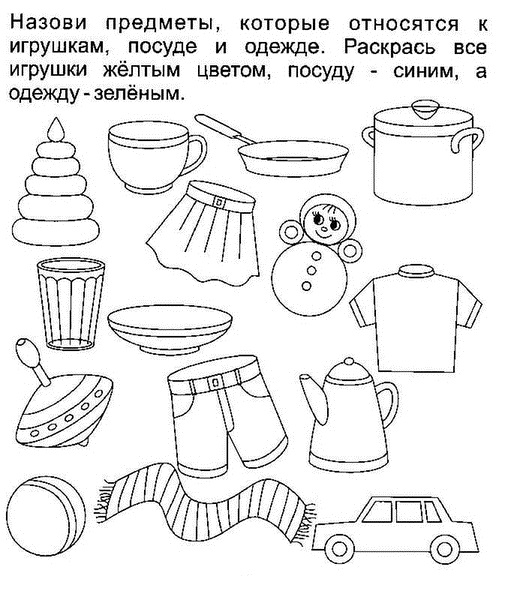 Назови предметы, которые относятся к
игрушкам, посуде и одежде. Раскрась все
игрушки жёлтым цветом, посуду - синим, а
одежду - зелёным.